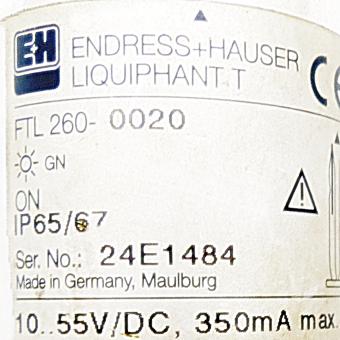 E+H ENDRESS+HAUSER
LIQUIPHANT T
CE
FTL 260- 0020
GN
ON
IP65/67
Ser. No.: 24E1484
Made in Germany, Maulburg
10..55V/DC, 350mA max.